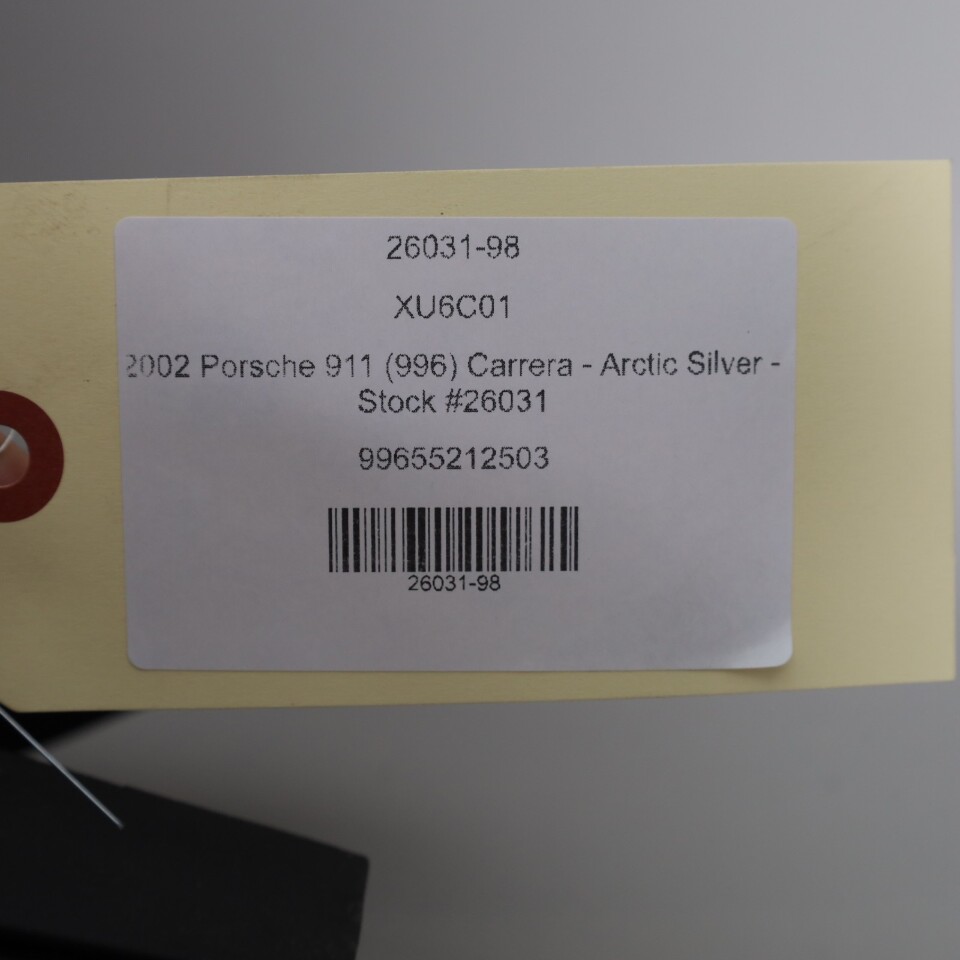 26031-98
XU6C01
2002 Porsche 911 (996) Carrera - Arctic Silver -
Stock #26031
99655212503
26031-98